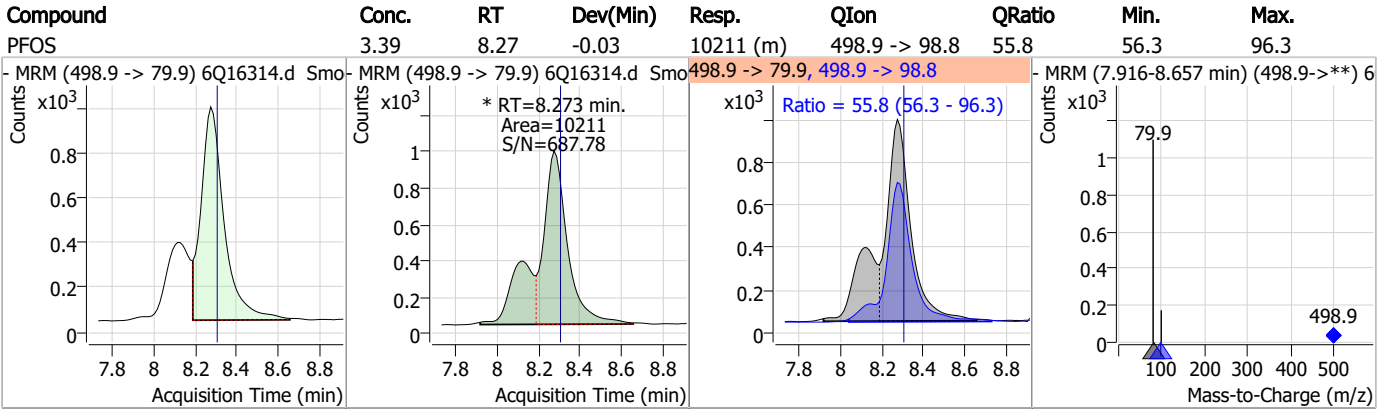 Compound Conc. RT Dev(Min) Resp. QIon QRatio Min. Max.
PFOS 3.39 8.27 -0.03 10211 (m) 498.9 -> 98.8 55.8 56.3 96.3
- MRM (498.9 -> 79.9) 6Q16314.d Smo
Counts
x10³
0.8
0.6
0.4
0.2
0
7.8 8 8.2 8.4 8.6 8.8
Acquisition Time (min)
- MRM (498.9 -> 79.9) 6Q16314.d Smo
Counts
x10³
* RT=8.273 min.
Area=10211
S/N=687.78
1
0.8
0.6
0.4
0.2
0
7.8 8 8.2 8.4 8.6 8.8
Acquisition Time (min)
498.9 -> 79.9, 498.9 -> 98.8
x10³
Ratio = 55.8 (56.3 - 96.3)
0.8
0.6
0.4
0.2
0
7.8 8 8.2 8.4 8.6 8.8
Acquisition Time (min)
- MRM (7.916-8.657 min) (498.9->**) 6
Counts
x10³
79.9
1
0.8
0.6
0.4
0.2
0
498.9
100 200 300 400 500
Mass-to-Charge (m/z)